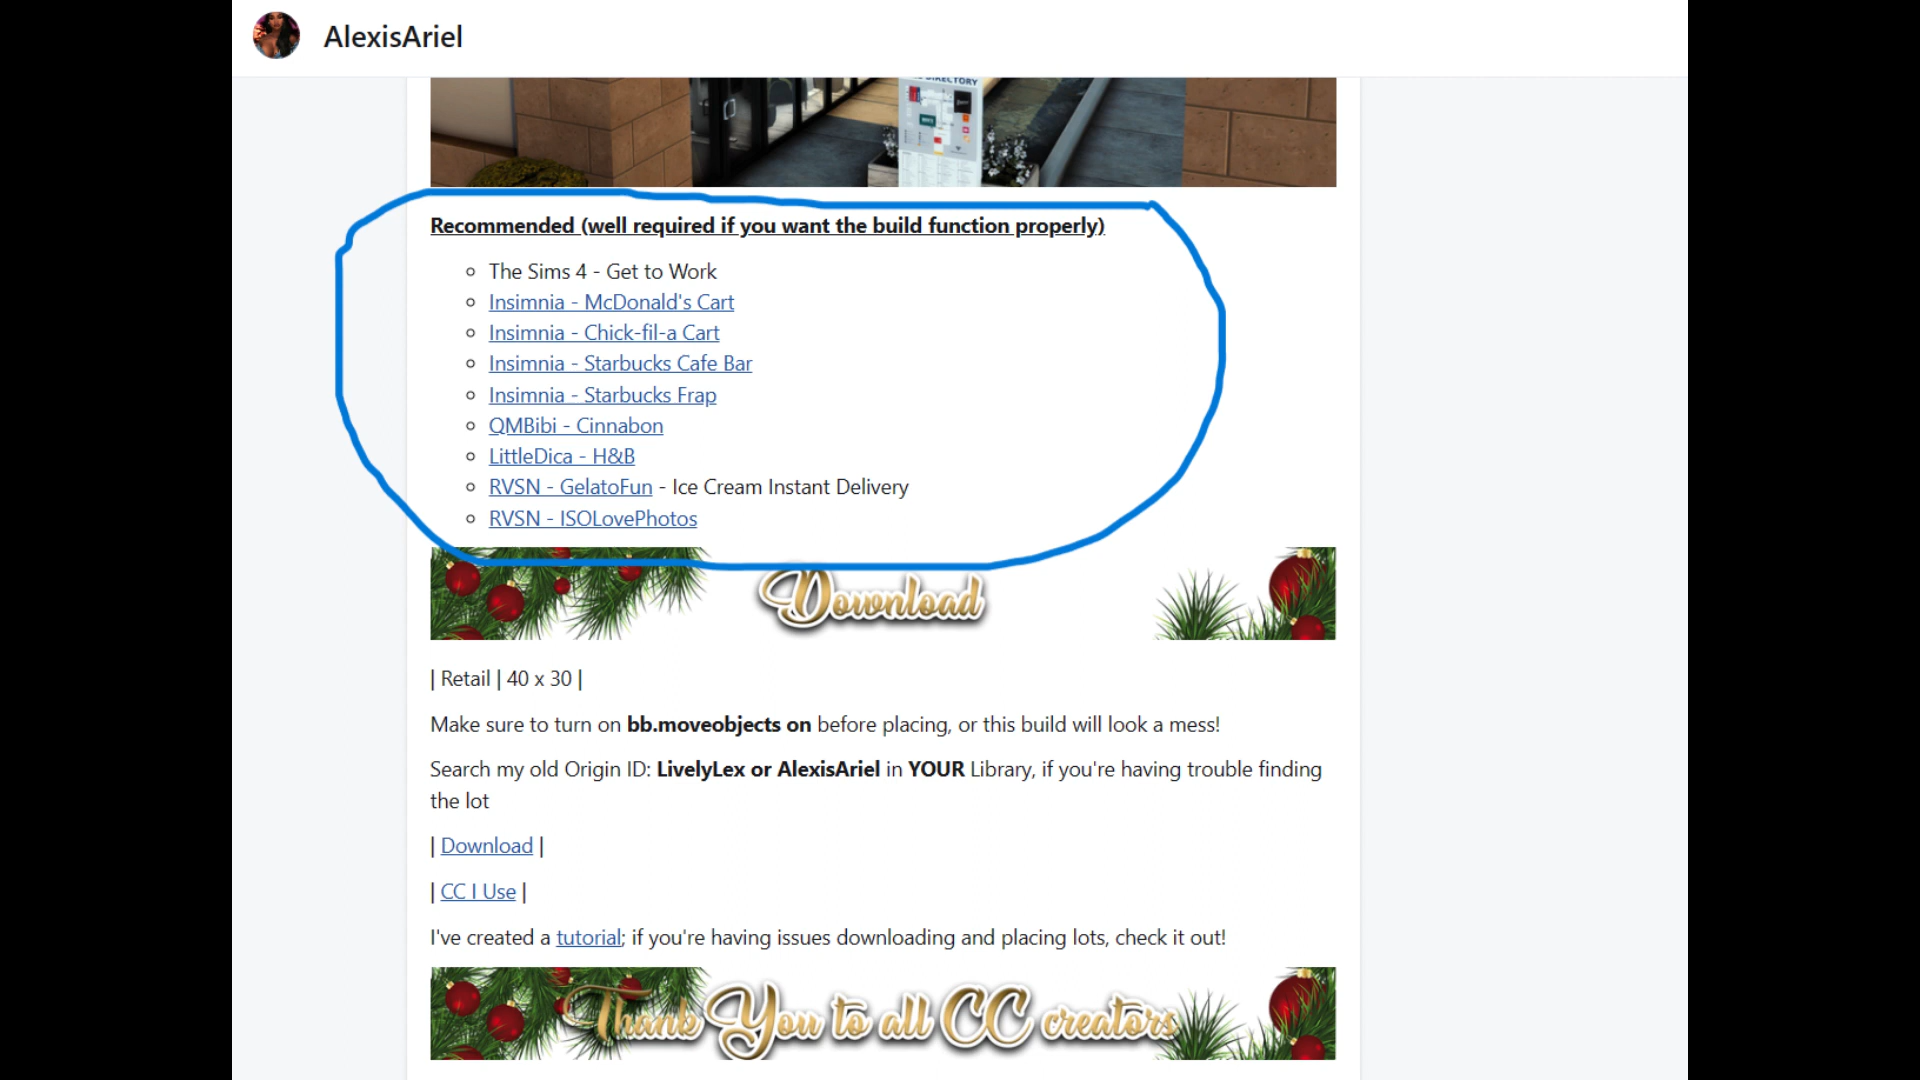 AlexisAriel
DIRECTORY
Recommended (well required if you want the build function properly)
The Sims 4 - Get to Work
Insimnia - McDonald's Cart
Insimnia - Chick-fil-a Cart
Insimnia - Starbucks Cafe Bar
Insimnia - Starbucks Frap
QMBibi - Cinnabon
LittleDica - H&B
RVSN - GelatoFun - Ice Cream Instant Delivery
RVSN - ISOLovePhotos
Download
| Retail | 40 x 30 |
Make sure to turn on bb.moveobjects on before placing, or this build will look a mess!
Search my old Origin ID: LivelyLex or AlexisAriel in YOUR Library, if you're having trouble finding
the lot
| Download |
| CC I Use |
I've created a tutorial; if you're having issues downloading and placing lots, check it out!
Thank You to all CC creators